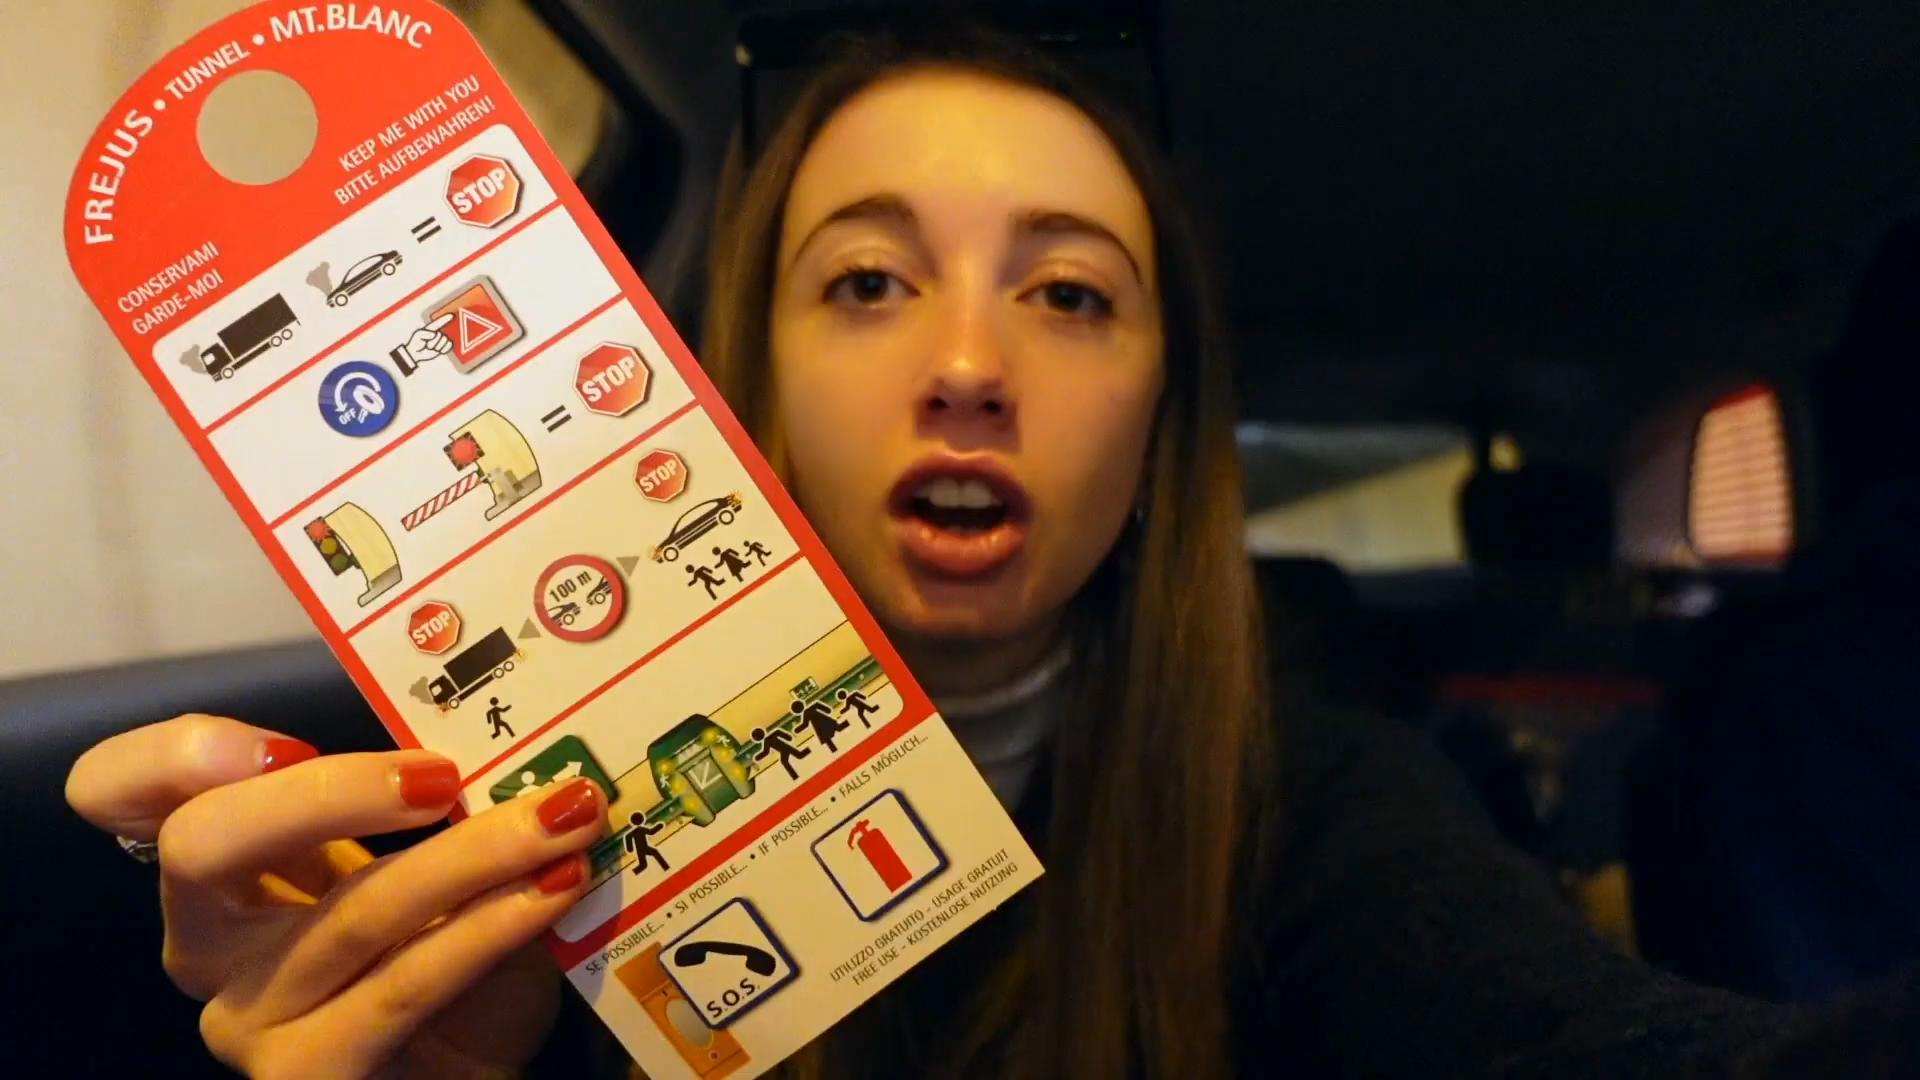 FREJUS • TUNNEL • MT.BLANC
CONSERVAMI
GARDE-MOI
KEEP ME WITH YOU
BITTE AUFBEWAHREN!
STOP
OFF
STOP
STOP
100 m
STOP
SE POSSIBILE... • SI POSSIBLE... • IF POSSIBLE... • FALLS MÖGLICH...
S.O.S.
UTILIZZO GRATUITO - USAGE GRATUIT
FREE USE - KOSTENLOSE NUTZUNG